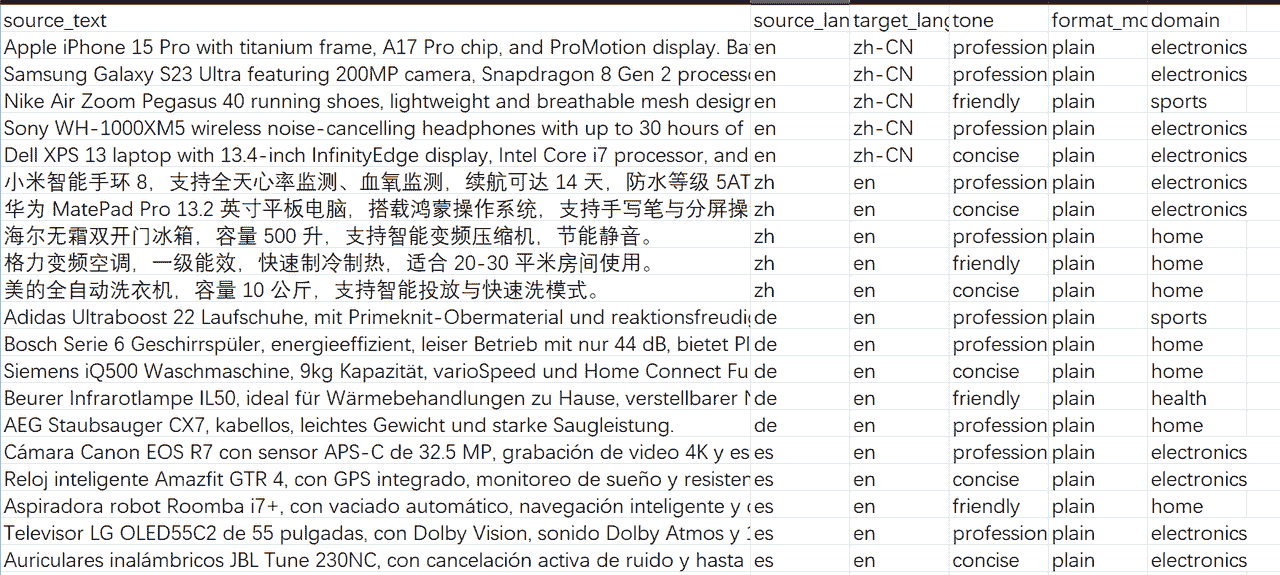 source_text source_lan target_lang tone format_mo domain
Apple iPhone 15 Pro with titanium frame, A17 Pro chip, and ProMotion display. Ba en zh-CN profession plain electronics
Samsung Galaxy S23 Ultra featuring 200MP camera, Snapdragon 8 Gen 2 process en zh-CN profession plain electronics
Nike Air Zoom Pegasus 40 running shoes, lightweight and breathable mesh design en zh-CN friendly plain sports
Sony WH-1000XM5 wireless noise-cancelling headphones with up to 30 hours of en zh-CN profession plain electronics
Dell XPS 13 laptop with 13.4-inch InfinityEdge display, Intel Core i7 processor, and en zh-CN concise plain electronics
小米智能手环 8，支持全天心率监测、血氧监测，续航可达 14 天，防水等级 5AT zh en profession plain electronics
华为 MatePad Pro 13.2 英寸平板电脑，搭载鸿蒙操作系统，支持手写笔与分屏操 zh en concise plain electronics
海尔无霜双开门冰箱，容量 500 升，支持智能变频压缩机，节能静音。 zh en profession plain home
格力变频空调，一级能效，快速制冷制热，适合 20-30 平米房间使用。 zh en friendly plain home
美的全自动洗衣机，容量 10 公斤，支持智能投放与快速洗模式。 zh en concise plain home
Adidas Ultraboost 22 Laufschuhe, mit Primeknit-Obermaterial und reaktionsfreudig de en profession plain sports
Bosch Serie 6 Geschirrspüler, energieeffizient, leiser Betrieb mit nur 44 dB, bietet Pl de en profession plain home
Siemens iQ500 Waschmaschine, 9kg Kapazität, varioSpeed und Home Connect Fu de en concise plain home
Beurer Infrarotlampe IL50, ideal für Wärmebehandlungen zu Hause, verstellbarer de en friendly plain health
AEG Staubsauger CX7, kabellos, leichtes Gewicht und starke Saugleistung. de en profession plain home
Cámara Canon EOS R7 con sensor APS-C de 32.5 MP, grabación de video 4K y es es en profession plain electronics
Reloj inteligente Amazfit GTR 4, con GPS integrado, monitoreo de sueño y resisten es en concise plain electronics
Aspiradora robot Roomba i7+, con vaciado automático, navegación inteligente y es en friendly plain home
Televisor LG OLED55C2 de 55 pulgadas, con Dolby Vision, sonido Dolby Atmos y es en profession plain electronics
Auriculares inalámbricos JBL Tune 230NC, con cancelación activa de ruido y hasta es en concise plain electronics